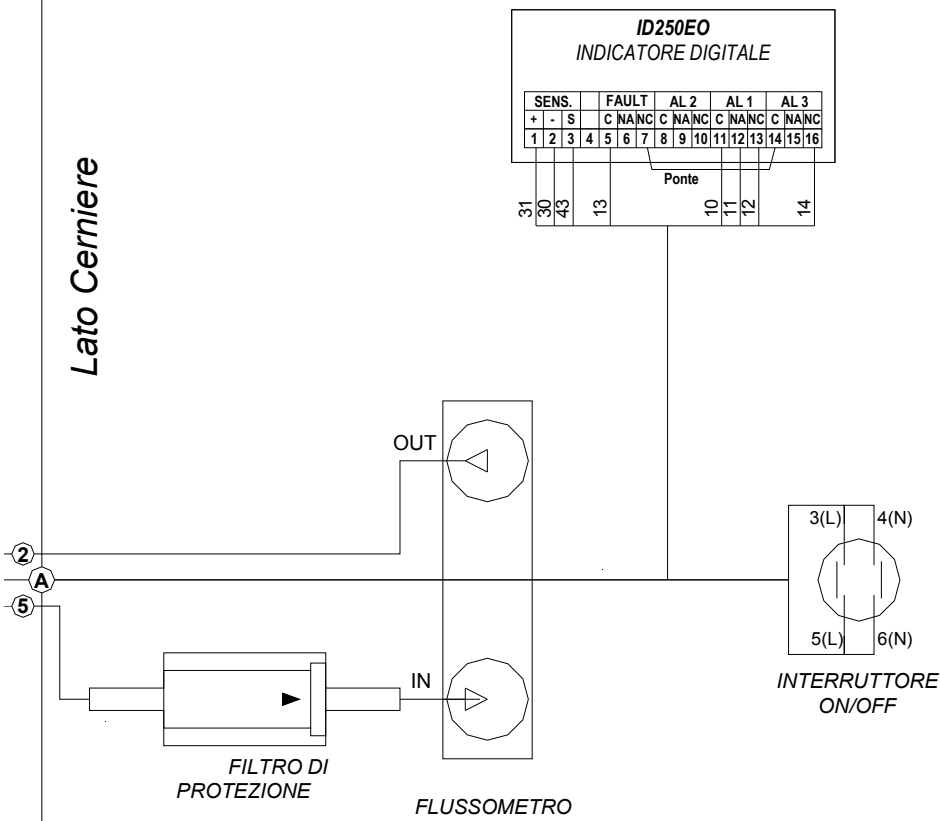 ID250EO
INDICATORE DIGITALE
SENS. FAULT AL 2 AL 1 AL 3
+ - S C NA NC C NA NC C NA NC C NA NC
1 2 3 4 5 6 7 8 9 10 11 12 13 14 15 16
Ponte
31 30 43 13 10 11 12 14
Lato Cerniere
OUT
2
A
5
3(L) 4(N)
5(L) 6(N)
INTERRUTTORE
ON/OFF
IN
FILTRO DI
PROTEZIONE
FLUSSOMETRO